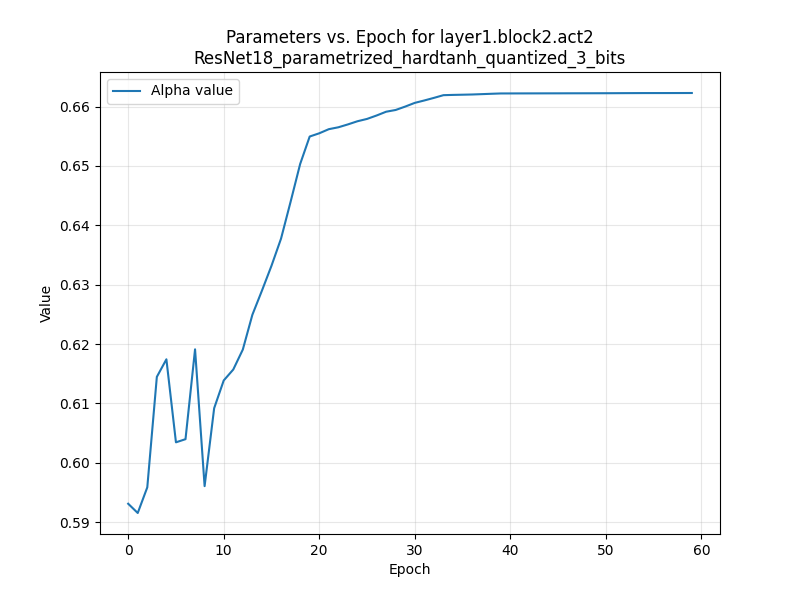 Parameters vs. Epoch for layer1.block2.act2
ResNet18_parametrized_hardtanh_quantized_3_bits
Alpha value
0.66
0.65
0.64
0.63
0.62
0.61
0.60
0.59
Value
0 10 20 30 40 50 60
Epoch